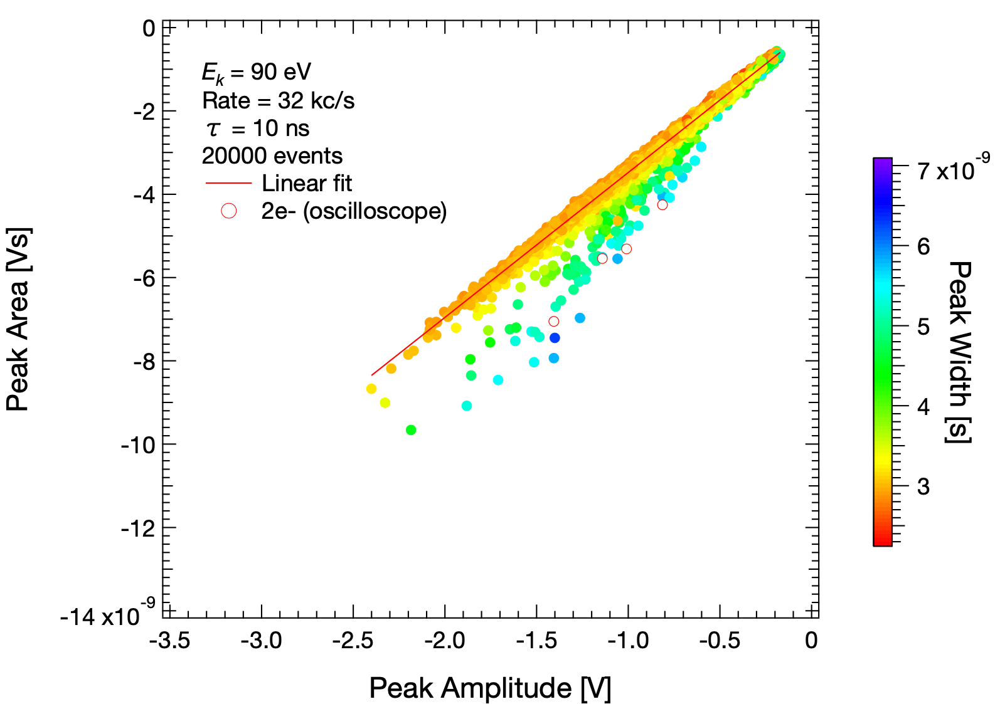 E_k = 90 eV
Rate = 32 kc/s
τ = 10 ns
20000 events
Linear fit
2e- (oscilloscope)
0
-2
-4
-6
-8
-10
-12
-14 x10^-9
Peak Area [Vs]
-3.5 -3.0 -2.5 -2.0 -1.5 -1.0 -0.5 0
Peak Amplitude [V]
7 x10^-9
6
5
4
3
Peak Width [s]